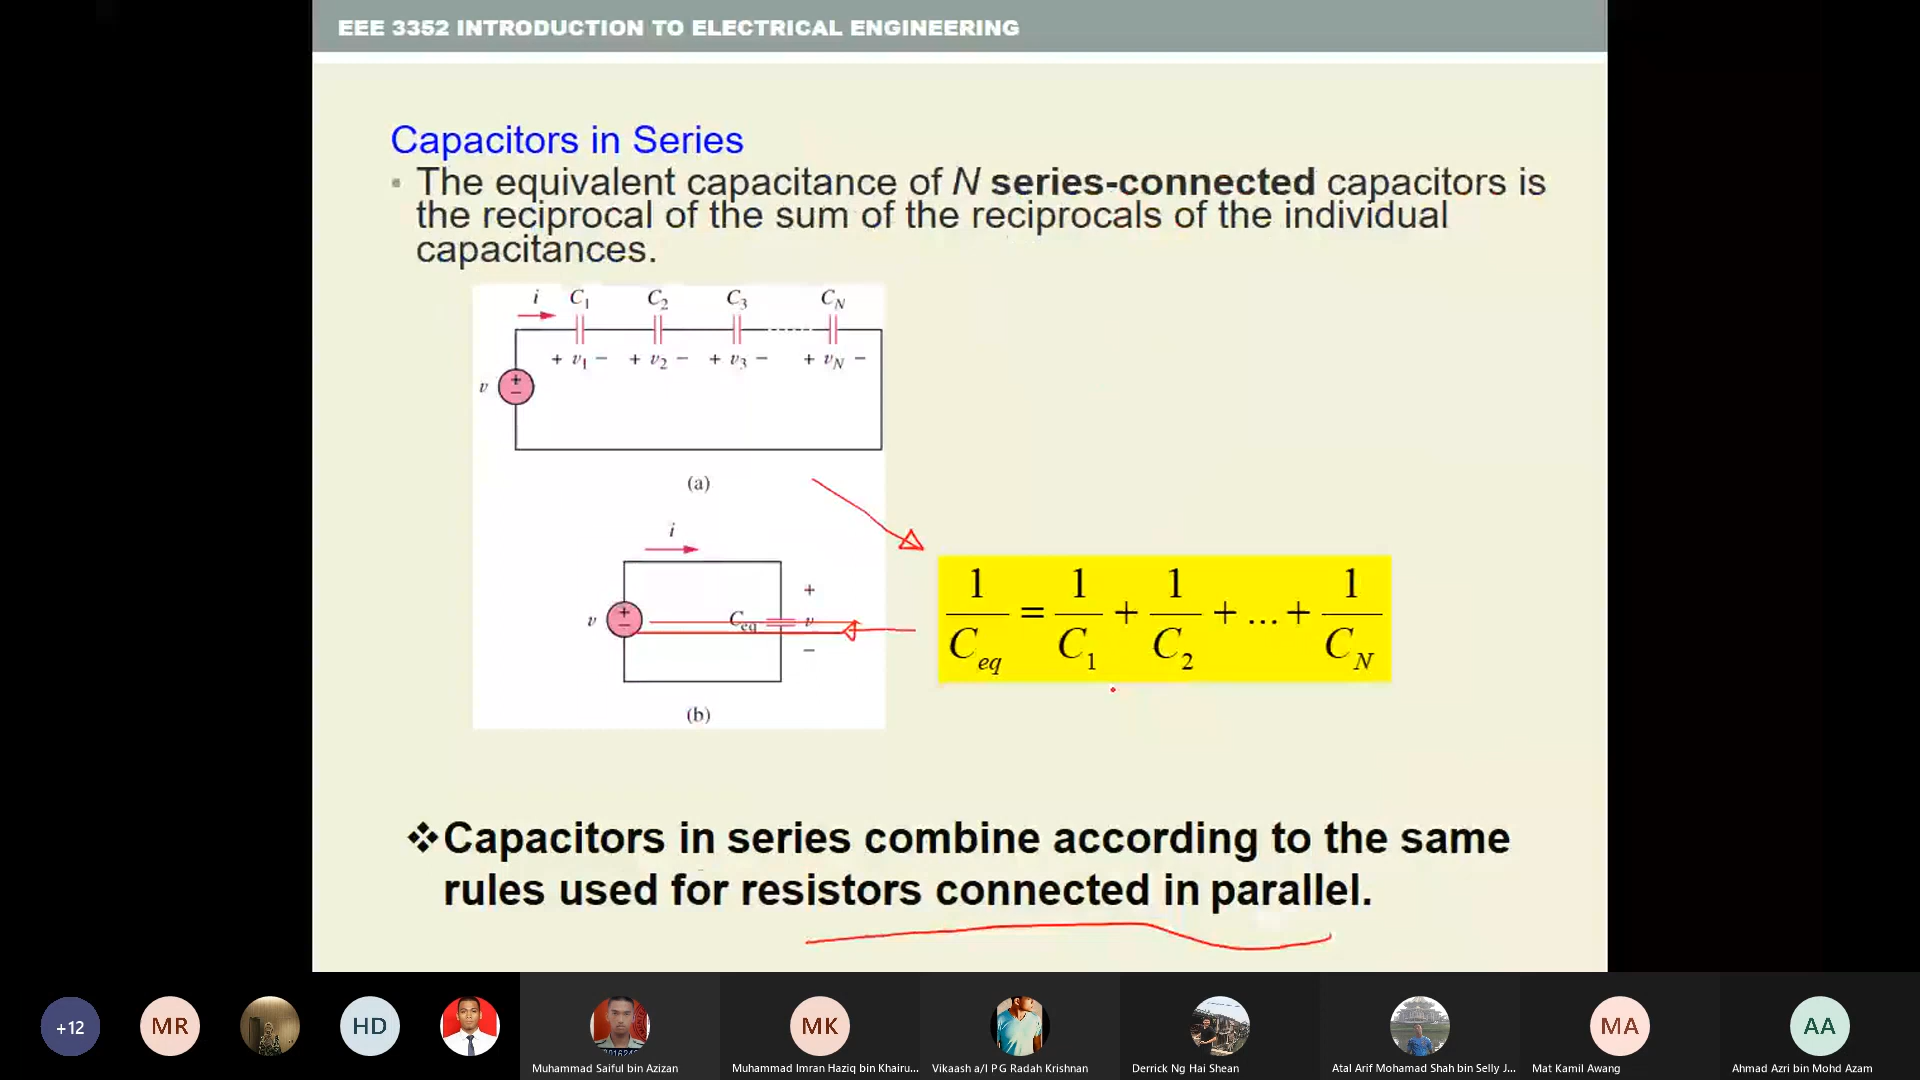 EEE 3352 INTRODUCTION TO ELECTRICAL ENGINEERING
Capacitors in Series
▪ The equivalent capacitance of N series-connected capacitors is
the reciprocal of the sum of the reciprocals of the individual
capacitances.
i C1 C2 C3 CN
+ v1 − + v2 − + v3 − + vN −
v + −
(a)
i
v + − Ceq + v −
(b)
1/Ceq = 1/C1 + 1/C2 + ... + 1/CN
❖Capacitors in series combine according to the same
rules used for resistors connected in parallel.
+12 MR HD MK MA AA
Muhammad Saiful bin Azizan
Muhammad Imran Haziq bin Khairu...
Vikaash a/l P G Radah Krishnan
Derrick Ng Hai Shean
Atal Arif Mohamad Shah bin Selly J...
Mat Kamil Awang
Ahmad Azri bin Mohd Azam